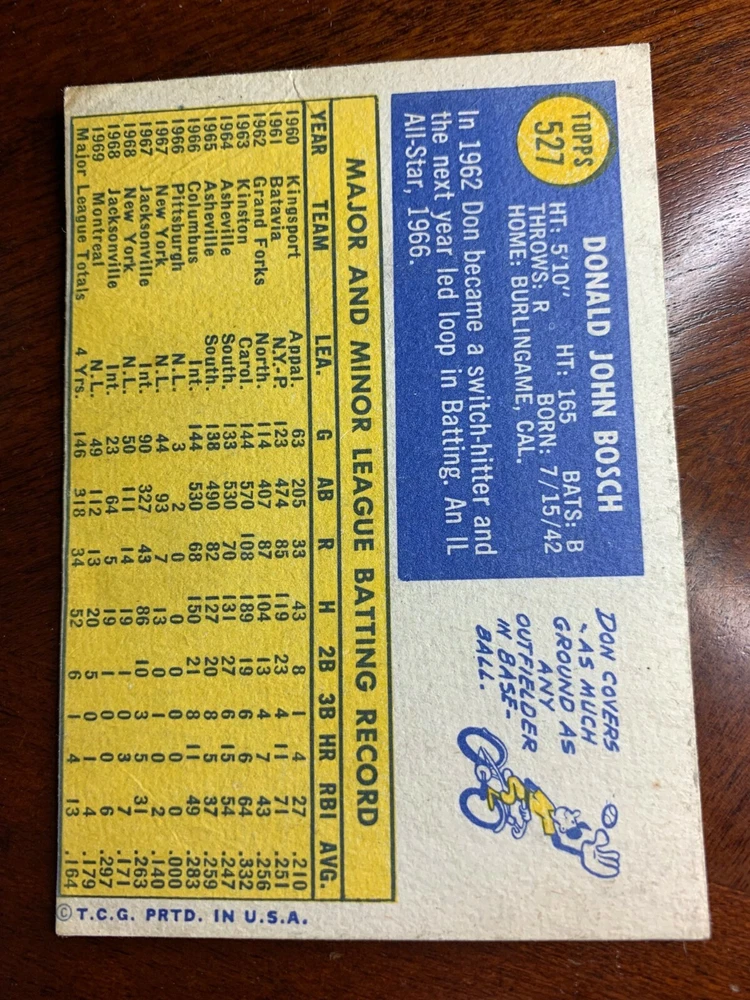 TOPPS
527
DONALD JOHN BOSCH
HT: 5'10" HT: 165 BATS: B
THROWS: R BORN: 7/15/42
HOME: BURLINGAME, CAL.
In 1962 Don became a switch-hitter and
the next year led loop in Batting. An IL
All-Star, 1966.
DON COVERS
AS MUCH
GROUND AS
ANY
OUTFIELDER
IN BASE-
BALL.
MAJOR AND MINOR LEAGUE BATTING RECORD
YEAR TEAM LEA. G AB R H 2B 3B HR RBI AVG.
1960 Kingsport Appal. 63 205 33 43 8 1 4 27 .210
1961 Batavia N.Y.-P 123 474 85 119 23 4 11 71 .251
1962 Grand Forks North. 114 407 87 104 13 4 7 43 .256
1963 Kinston Carol. 144 570 108 189 19 6 6 64 .332
1964 Asheville South. 133 530 70 131 27 6 15 54 .247
1965 Asheville South. 138 490 82 127 20 8 5 37 .259
1966 Columbus Int. 144 530 68 150 21 8 11 49 .283
1966 Pittsburgh N.L. 3 2 0 0 0 0 0 0 .000
1967 New York N.L. 44 93 7 13 0 1 0 2 .140
1967 Jacksonville Int. 90 327 43 86 10 3 5 31 .263
1968 New York N.L. 50 111 14 19 1 0 3 7 .171
1968 Jacksonville Int. 23 64 5 19 1 0 0 6 .297
1969 Montreal N.L. 49 112 13 20 5 0 1 4 .179
Major League Totals 4 Yrs. 146 318 34 52 6 1 4 13 .164
© T.C.G. PRTD. IN U.S.A.